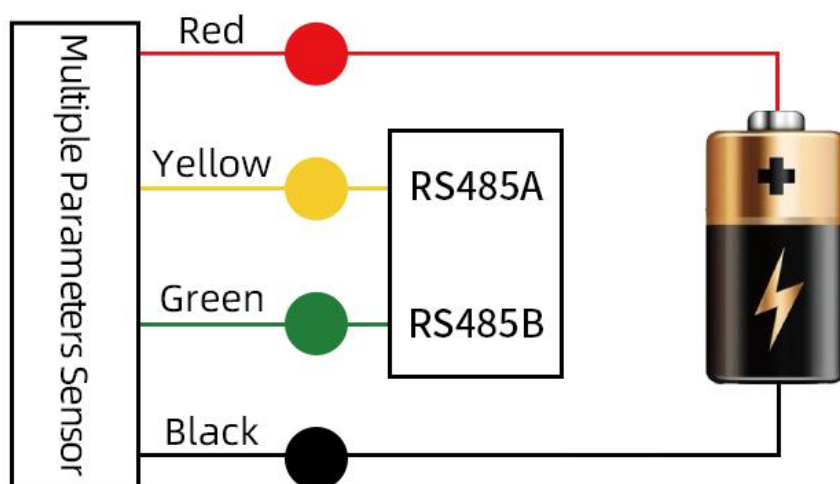 Multiple Parameters Sensor
Red
Yellow
RS485A
Green
RS485B
Black